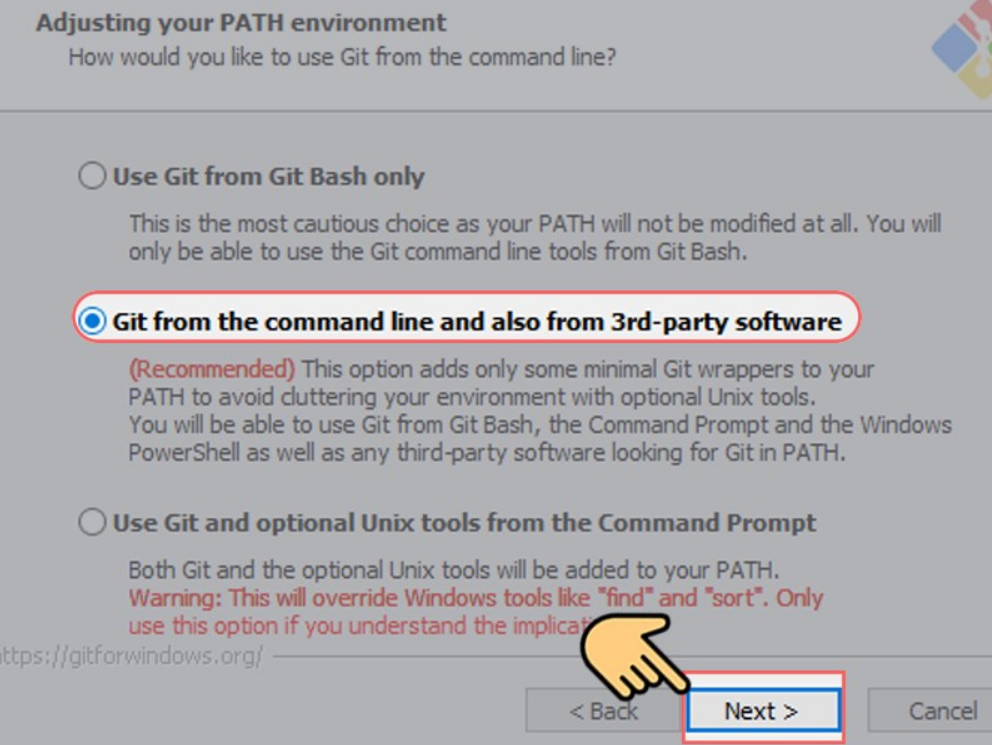 Adjusting your PATH environment
How would you like to use Git from the command line?
Use Git from Git Bash only
This is the most cautious choice as your PATH will not be modified at all. You will
only be able to use the Git command line tools from Git Bash.
Git from the command line and also from 3rd-party software
(Recommended) This option adds only some minimal Git wrappers to your
PATH to avoid cluttering your environment with optional Unix tools.
You will be able to use Git from Git Bash, the Command Prompt and the Windows
PowerShell as well as any third-party software looking for Git in PATH.
Use Git and optional Unix tools from the Command Prompt
Both Git and the optional Unix tools will be added to your PATH.
Warning: This will override Windows tools like "find" and "sort". Only
use this option if you understand the
ttps://gitforwindows.org/
< Back
Next >
Cancel